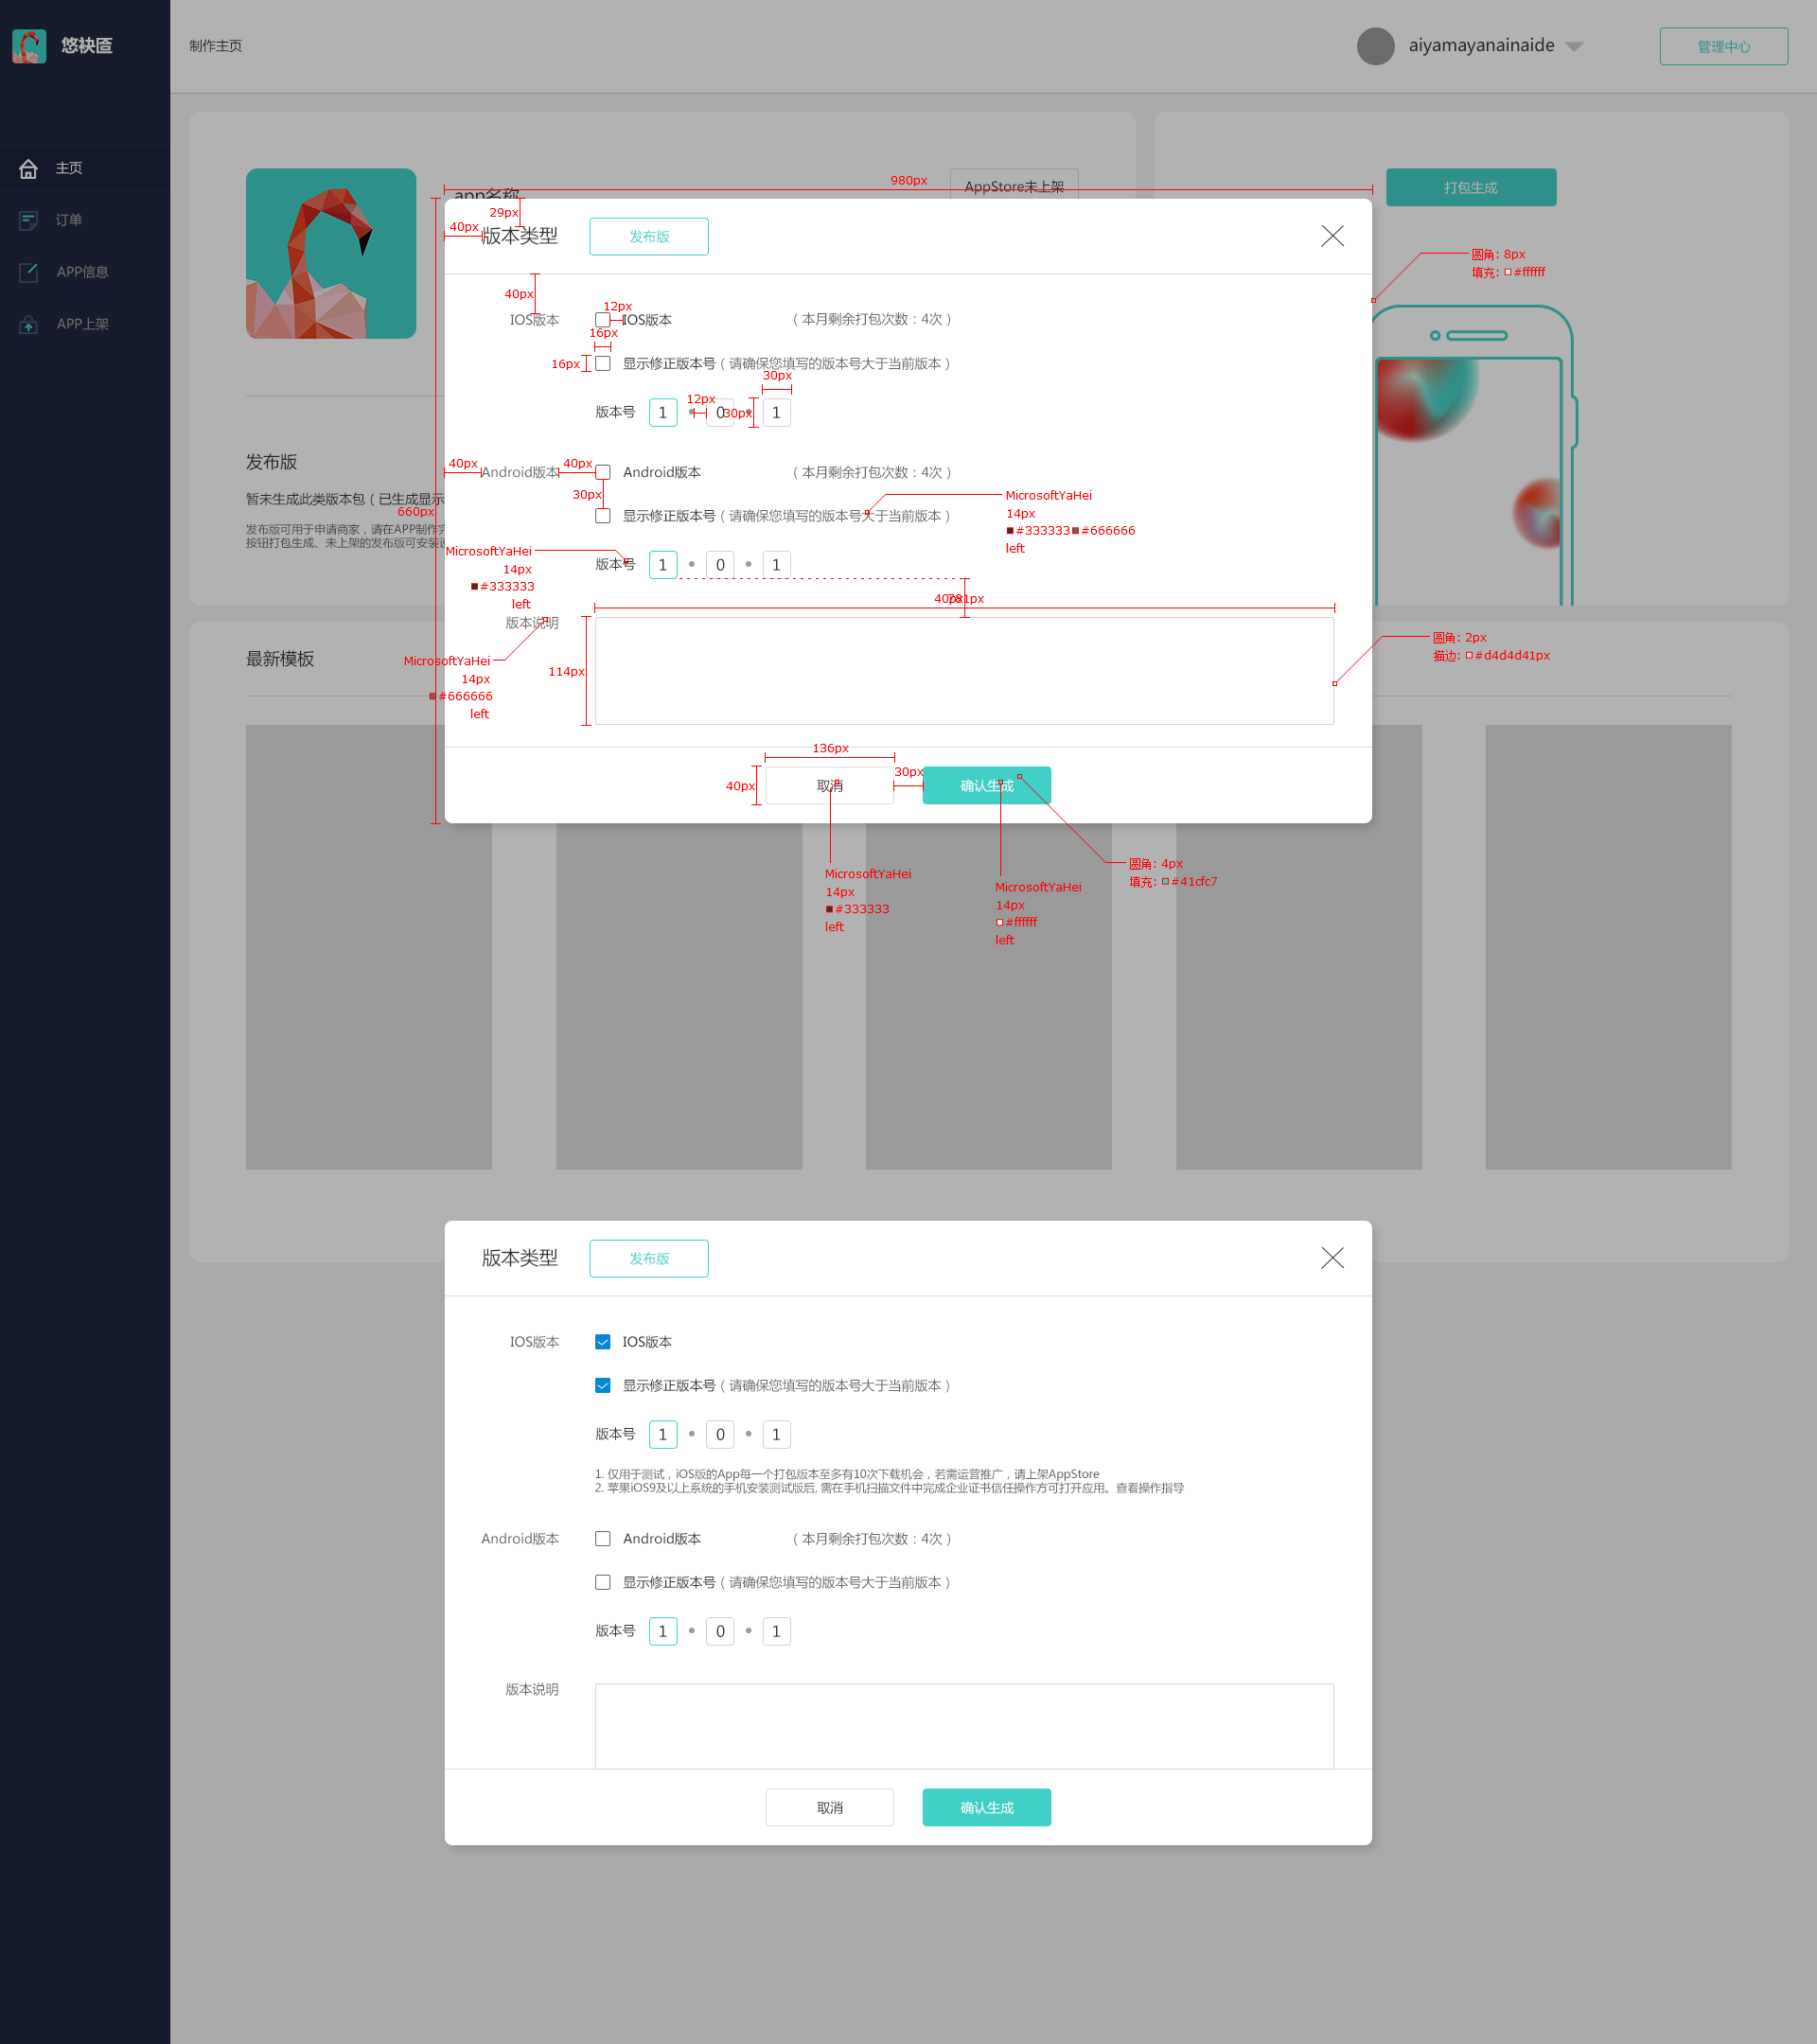 悠袂匼
制作主页
aiyamayanainaide
管理中心
主页
订单
APP信息
APP上架
app名称
980px
AppStore未上架
打包生成
29px
40px
版本类型
发布版
圆角: 8px
填充: #ffffff
40px
12px
IOS版本
IOS版本
（本月剩余打包次数：4次）
16px
16px
显示修正版本号（请确保您填写的版本号大于当前版本）
30px
12px
30px
版本号
1
0
1
40px
40px
Android版本
Android版本
（本月剩余打包次数：4次）
30px
显示修正版本号（请确保您填写的版本号大于当前版本）
MicrosoftYaHei
14px
#333333 #666666
left
发布版
暂未生成此类版本包（已生成显示
660px
发布版可用于申请商家，请在APP制作完
按钮打包生成、未上架的发布版可安装
MicrosoftYaHei
14px
#333333
left
版本号
1
0
1
40px
781px
版本说明
114px
MicrosoftYaHei
14px
#666666
left
圆角: 2px
描边: #d4d4d41px
最新模板
136px
40px
30px
取消
确认生成
MicrosoftYaHei
14px
#333333
left
MicrosoftYaHei
14px
#ffffff
left
圆角: 4px
填充: #41cfc7
版本类型
发布版
IOS版本
IOS版本
显示修正版本号（请确保您填写的版本号大于当前版本）
版本号
1
0
1
1. 仅用于测试，iOS版的App每一个打包版本至多有10次下载机会，若需运营推广，请上架AppStore
2. 苹果iOS9及以上系统的手机安装测试版后, 需在手机扫描文件中完成企业证书信任操作方可打开应用。查看操作指导
Android版本
Android版本
（本月剩余打包次数：4次）
显示修正版本号（请确保您填写的版本号大于当前版本）
版本号
1
0
1
版本说明
取消
确认生成